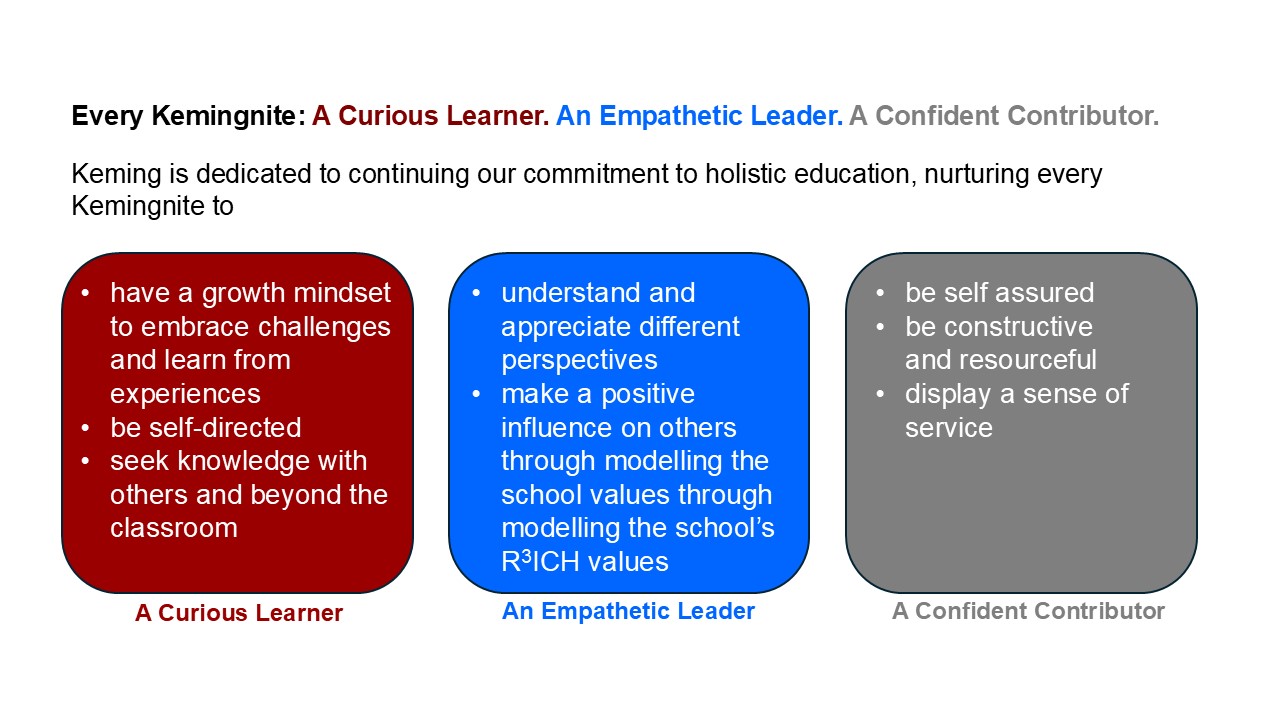 Every Kemingnite: A Curious Learner. An Empathetic Leader. A Confident Contributor.
Keming is dedicated to continuing our commitment to holistic education, nurturing every
Kemingnite to
• have a growth mindset
to embrace challenges
and learn from
experiences
• be self-directed
• seek knowledge with
others and beyond the
classroom
A Curious Learner
• understand and
appreciate different
perspectives
• make a positive
influence on others
through modelling the
school values through
modelling the school’s
R³ICH values
An Empathetic Leader
• be self assured
• be constructive
and resourceful
• display a sense of
service
A Confident Contributor